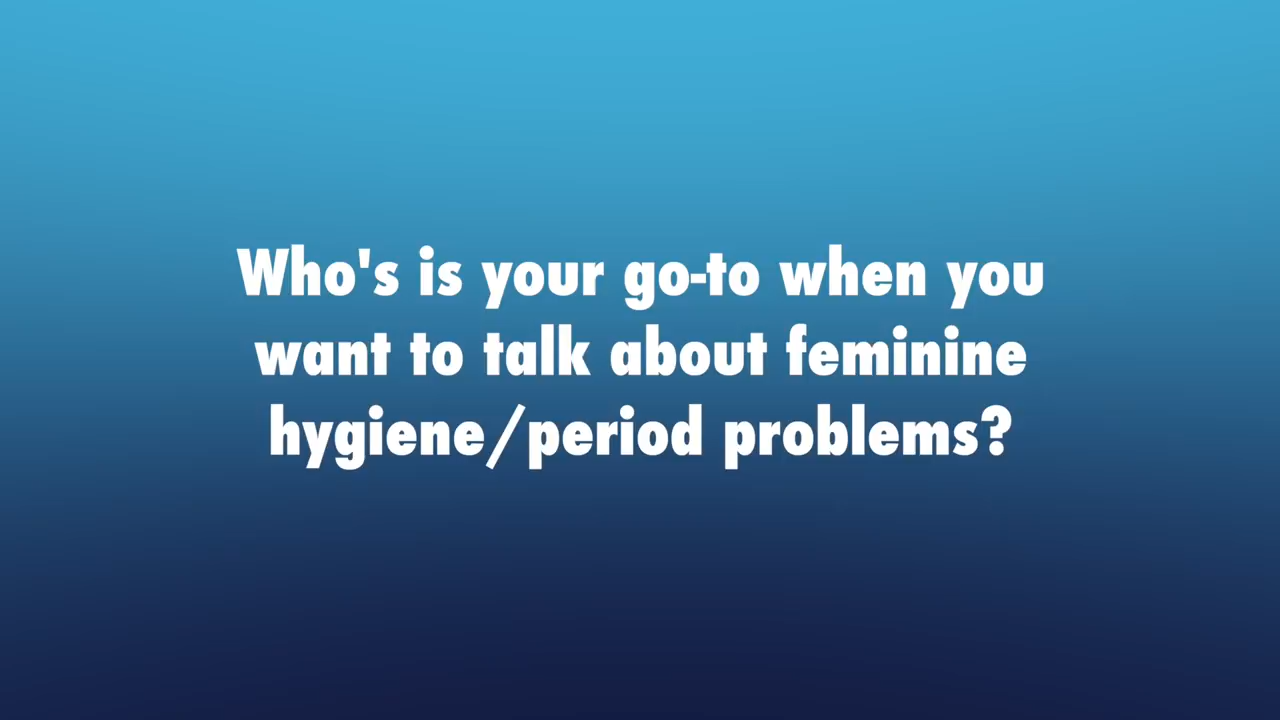 Who's is your go-to when you
want to talk about feminine
hygiene/period problems?